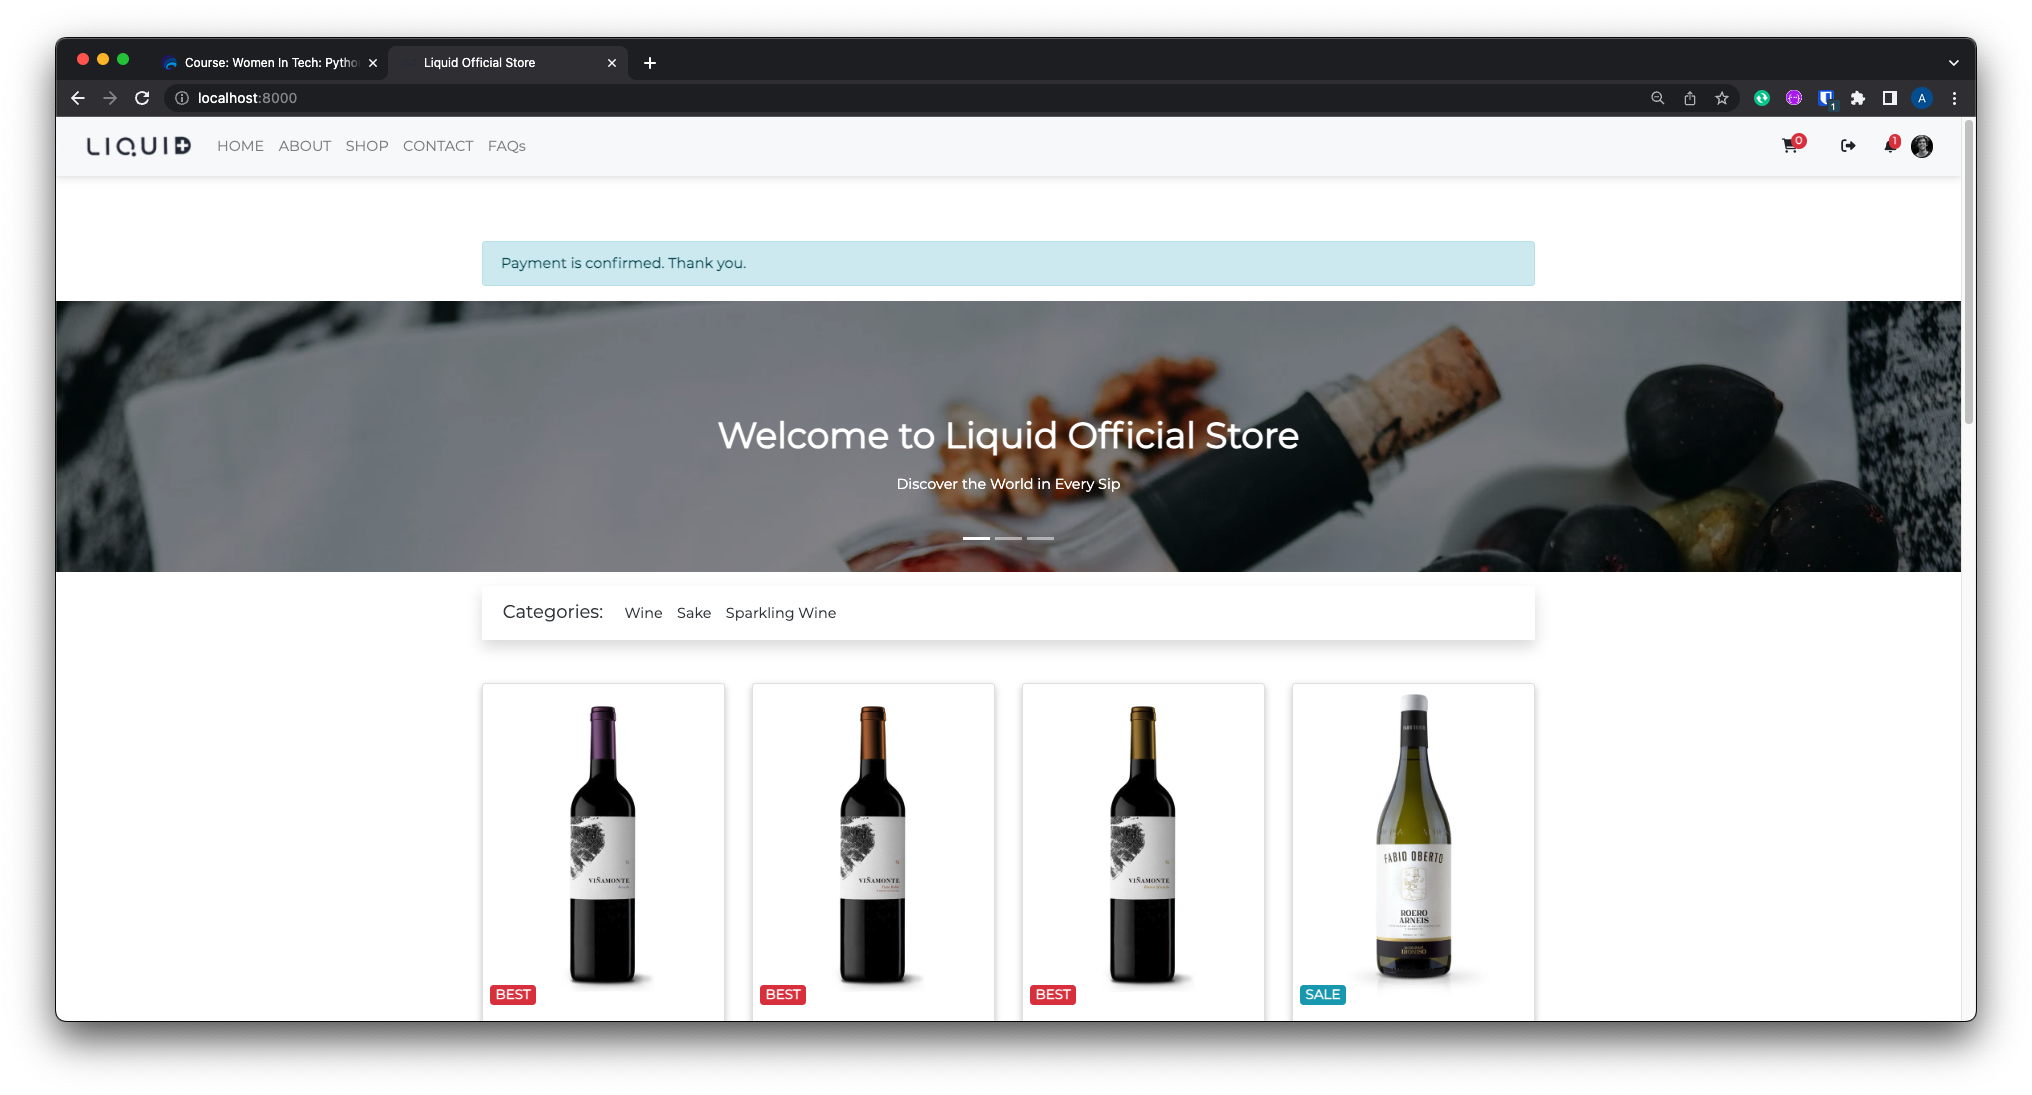 Course: Women In Tech: Pytho
Liquid Official Store
localhost:8000
1
A
LIQUID
HOME ABOUT SHOP CONTACT FAQs
0
1
Payment is confirmed. Thank you.
Welcome to Liquid Official Store
Discover the World in Every Sip
Categories: Wine Sake Sparkling Wine
VIÑAMONTE
BEST
VIÑAMONTE
BEST
VIÑAMONTE
BEST
FABIO OBERTO
ROERO
ARNEIS
SALE